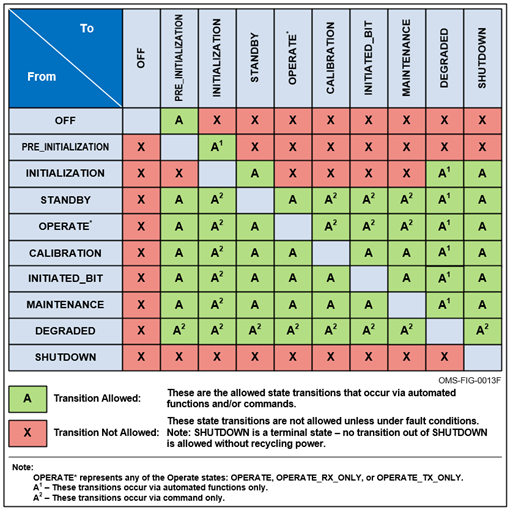 To
From
OFF
PRE_INITIALIZATION
INITIALIZATION
STANDBY
OPERATE*
CALIBRATION
INITIATED_BIT
MAINTENANCE
DEGRADED
SHUTDOWN
OFF A X X X X X X X X
PRE_INITIALIZATION X A1 X X X X X X X
INITIALIZATION X X A X X X X A1 A
STANDBY X A A2 A A2 A2 A2 A1 A
OPERATE* X A A2 A A2 A2 A2 A1 A
CALIBRATION X A A2 A A A A A1 A
INITIATED_BIT X A A2 A A A A A1 A
MAINTENANCE X A A2 A A A A A1 A
DEGRADED X A2 A2 A2 A2 A2 A2 A2 A2
SHUTDOWN X X X X X X X X X
OMS-FIG-0013F
A Transition Allowed: These are the allowed state transitions that occur via automated
functions and/or commands.
X Transition Not Allowed: These state transitions are not allowed unless under fault conditions.
Note: SHUTDOWN is a terminal state – no transition out of SHUTDOWN
is allowed without recycling power.
Note:
OPERATE* represents any of the Operate states: OPERATE, OPERATE_RX_ONLY, or OPERATE_TX_ONLY.
A1 – These transitions occur via automated functions only.
A2 – These transitions occur via command only.